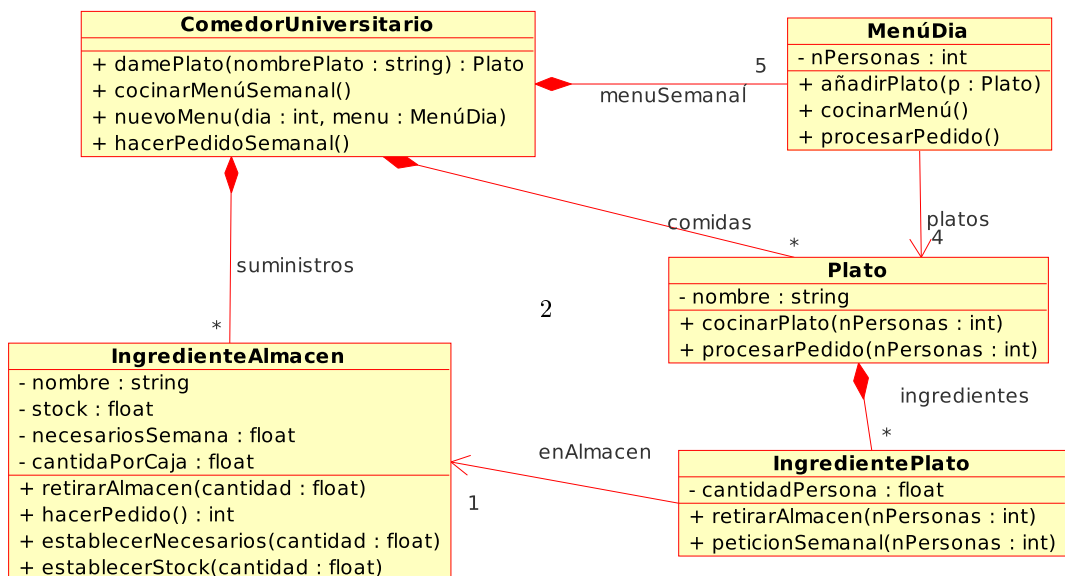 ComedorUniversitario
+ damePlato(nombrePlato : string) : Plato
+ cocinarMenúSemanal()
+ nuevoMenu(dia : int, menu : MenúDia)
+ hacerPedidoSemanal()
5
menuSemanal
MenúDia
- nPersonas : int
+ añadirPlato(p : Plato)
+ cocinarMenú()
+ procesarPedido()
comidas
*
platos
4
suministros
*
2
Plato
- nombre : string
+ cocinarPlato(nPersonas : int)
+ procesarPedido(nPersonas : int)
ingredientes
*
IngredienteAlmacen
- nombre : string
- stock : float
- necesariosSemana : float
- cantidaPorCaja : float
+ retirarAlmacen(cantidad : float)
+ hacerPedido() : int
+ establecerNecesarios(cantidad : float)
+ establecerStock(cantidad : float)
enAlmacen
1
IngredientePlato
- cantidadPersona : float
+ retirarAlmacen(nPersonas : int)
+ peticionSemanal(nPersonas : int)